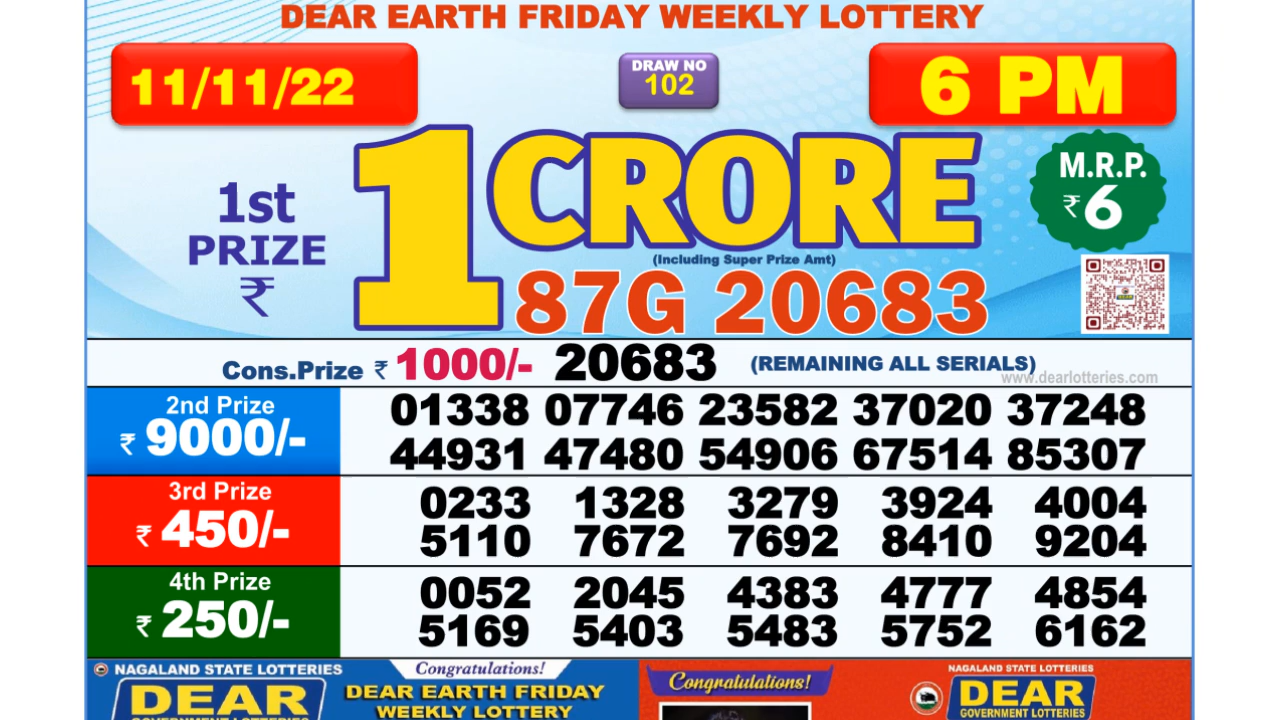 DEAR EARTH FRIDAY WEEKLY LOTTERY
11/11/22
DRAW NO
102
6 PM
1st
PRIZE
₹
1 CRORE
(Including Super Prize Amt)
87G 20683
M.R.P.
₹6
DEAR
Cons.Prize ₹ 1000/- 20683 (REMAINING ALL SERIALS)
www.dearlotteries.com
2nd Prize
₹ 9000/-
01338 07746 23582 37020 37248
44931 47480 54906 67514 85307
3rd Prize
₹ 450/-
0233 1328 3279 3924 4004
5110 7672 7692 8410 9204
4th Prize
₹ 250/-
0052 2045 4383 4777 4854
5169 5403 5483 5752 6162
NAGALAND STATE LOTTERIES
DEAR
GOVERNMENT LOTTERIES
Congratulations!
DEAR EARTH FRIDAY
WEEKLY LOTTERY
Congratulations!
NAGALAND STATE LOTTERIES
DEAR
GOVERNMENT LOTTERIES